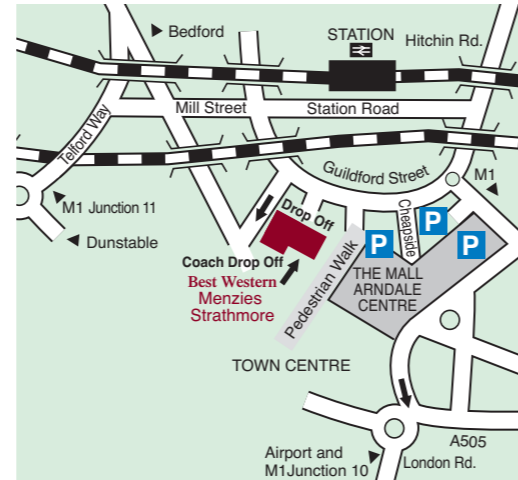 Bedford
STATION
Hitchin Rd.
Mill Street
Station Road
Telford Way
Guildford Street
M1
M1 Junction 11
Dunstable
Drop Off
Cheapside
P
P
P
Coach Drop Off
Best Western
Menzies
Strathmore
Pedestrian Walk
THE MALL
ARNDALE
CENTRE
TOWN CENTRE
A505
Airport and
M1Junction 10
London Rd.